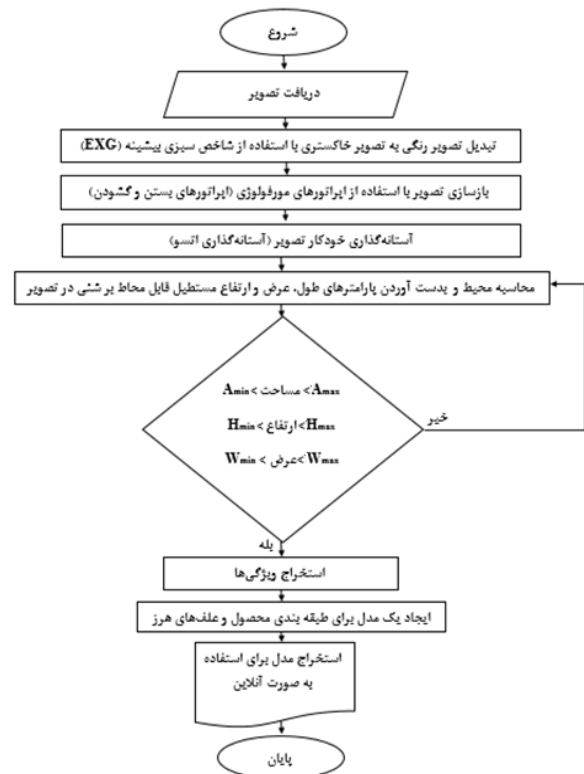 شروع
دریافت تصویر
تبدیل تصویر رنگی به تصویر خاکستری با استفاده از شاخص سبزی بیشینه (EXG)
بازسازی تصویر با استفاده از اپراتورهای مورفولوژی (اپراتورهای بستن و گشودن)
آستانه‌گذاری خودکار تصویر (آستانه‌گذاری اتسو)
محاسبه محیط و بدست آوردن پارامترهای طول، عرض و ارتفاع مستطیل قابل محاط بر شئی در تصویر
Amin < مساحت < Amax
Hmin < ارتفاع < Hmax
Wmin < عرض < Wmax
خیر
بله
استخراج ویژگی‌ها
ایجاد یک مدل برای طبقه بندی محصول و علف‌های هرز
استخراج مدل برای استفاده
به صورت آنلاین
پایان